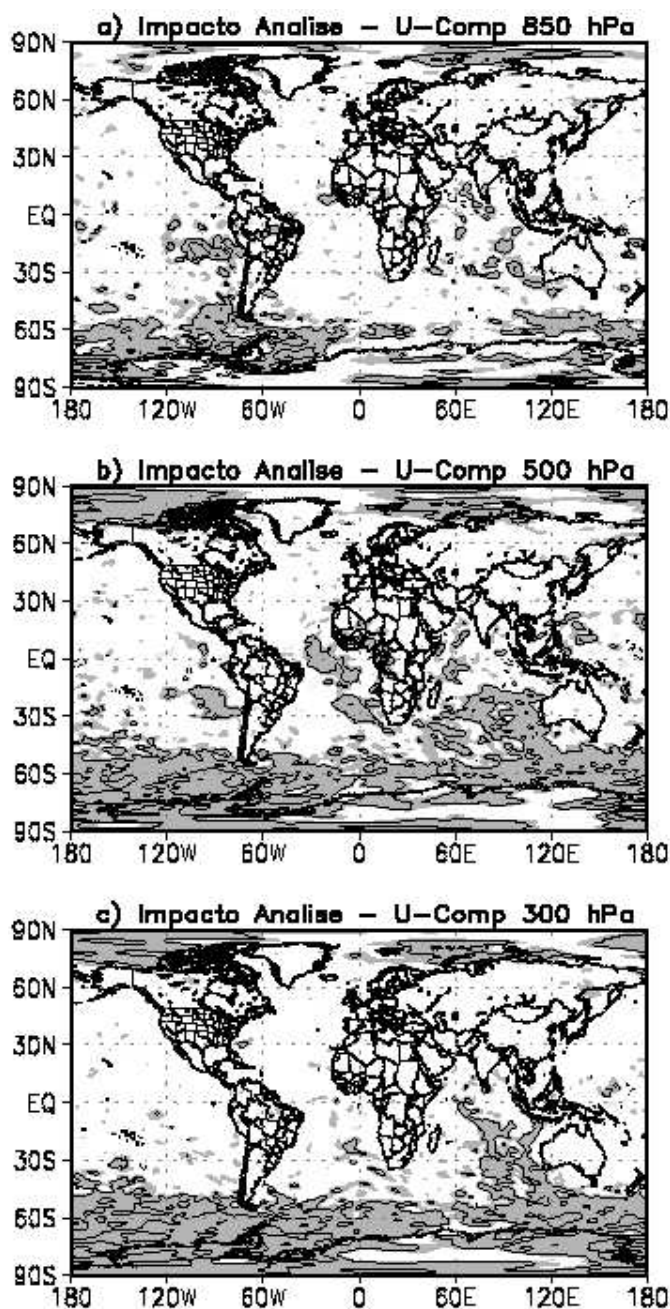 a) Impacto Analise - U-Comp 850 hPa
90N
60N
30N
EQ
30S
60S
90S
180 120W 60W 0 60E 120E 180
b) Impacto Analise - U-Comp 500 hPa
90N
60N
30N
EQ
30S
60S
90S
180 120W 60W 0 60E 120E 180
c) Impacto Analise - U-Comp 300 hPa
90N
60N
30N
EQ
30S
60S
90S
180 120W 60W 0 60E 120E 180